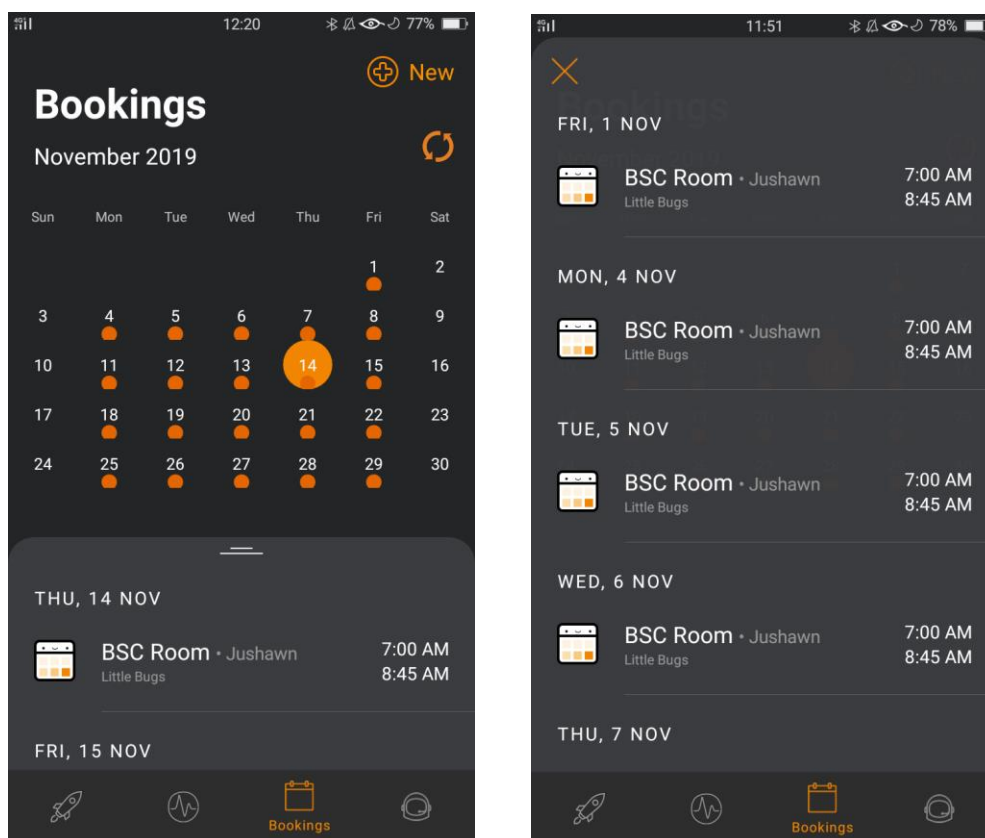 4G 12:20 77%
New
Bookings
November 2019
Sun Mon Tue Wed Thu Fri Sat
1 2
3 4 5 6 7 8 9
10 11 12 13 14 15 16
17 18 19 20 21 22 23
24 25 26 27 28 29 30
THU, 14 NOV
BSC Room • Jushawn 7:00 AM
Little Bugs 8:45 AM
FRI, 15 NOV
Bookings
4G 11:51 78%
Bookings
FRI, 1 NOV
November 2019
BSC Room • Jushawn 7:00 AM
Little Bugs 8:45 AM
MON, 4 NOV
BSC Room • Jushawn 7:00 AM
Little Bugs 8:45 AM
TUE, 5 NOV
BSC Room • Jushawn 7:00 AM
Little Bugs 8:45 AM
WED, 6 NOV
BSC Room • Jushawn 7:00 AM
Little Bugs 8:45 AM
THU, 7 NOV
Bookings